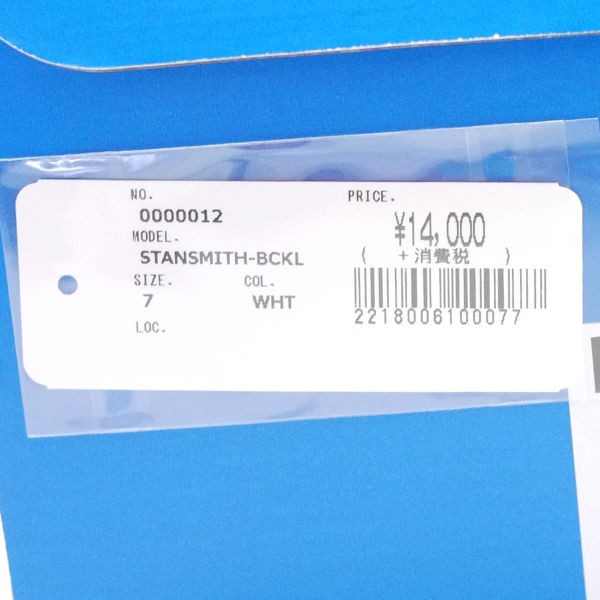 NO.
0000012
MODEL.
STANSMITH-BCKL
SIZE. COL.
7 WHT
LOC.
PRICE.
¥14,000
( +消費税 )
2218006100077